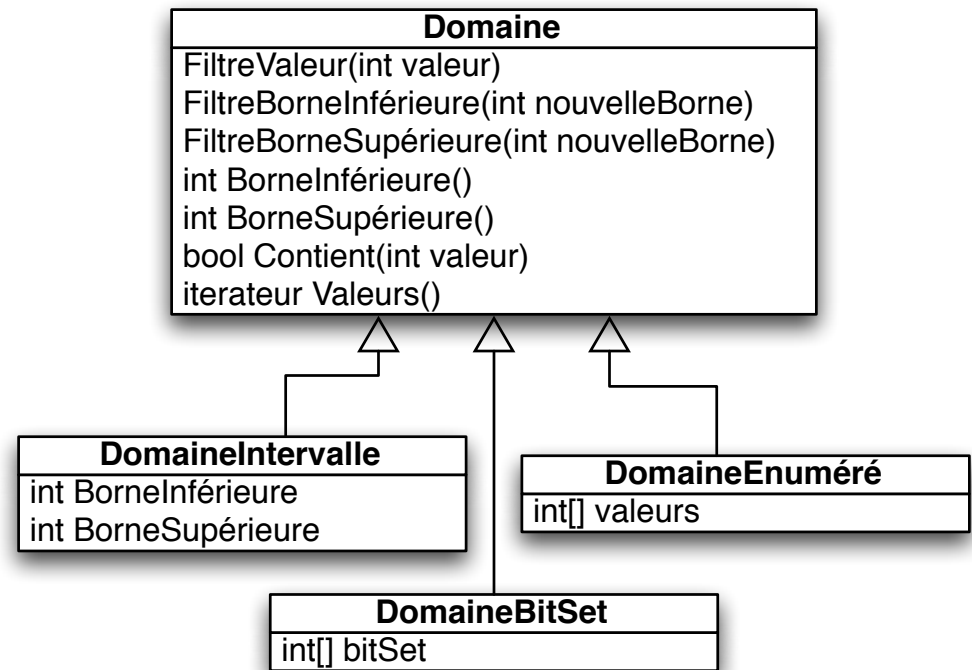 Domaine
FiltreValeur(int valeur)
FiltreBorneInférieure(int nouvelleBorne)
FiltreBorneSupérieure(int nouvelleBorne)
int BorneInférieure()
int BorneSupérieure()
bool Contient(int valeur)
iterateur Valeurs()
DomaineIntervalle
int BorneInférieure
int BorneSupérieure
DomaineEnuméré
int[] valeurs
DomaineBitSet
int[] bitSet